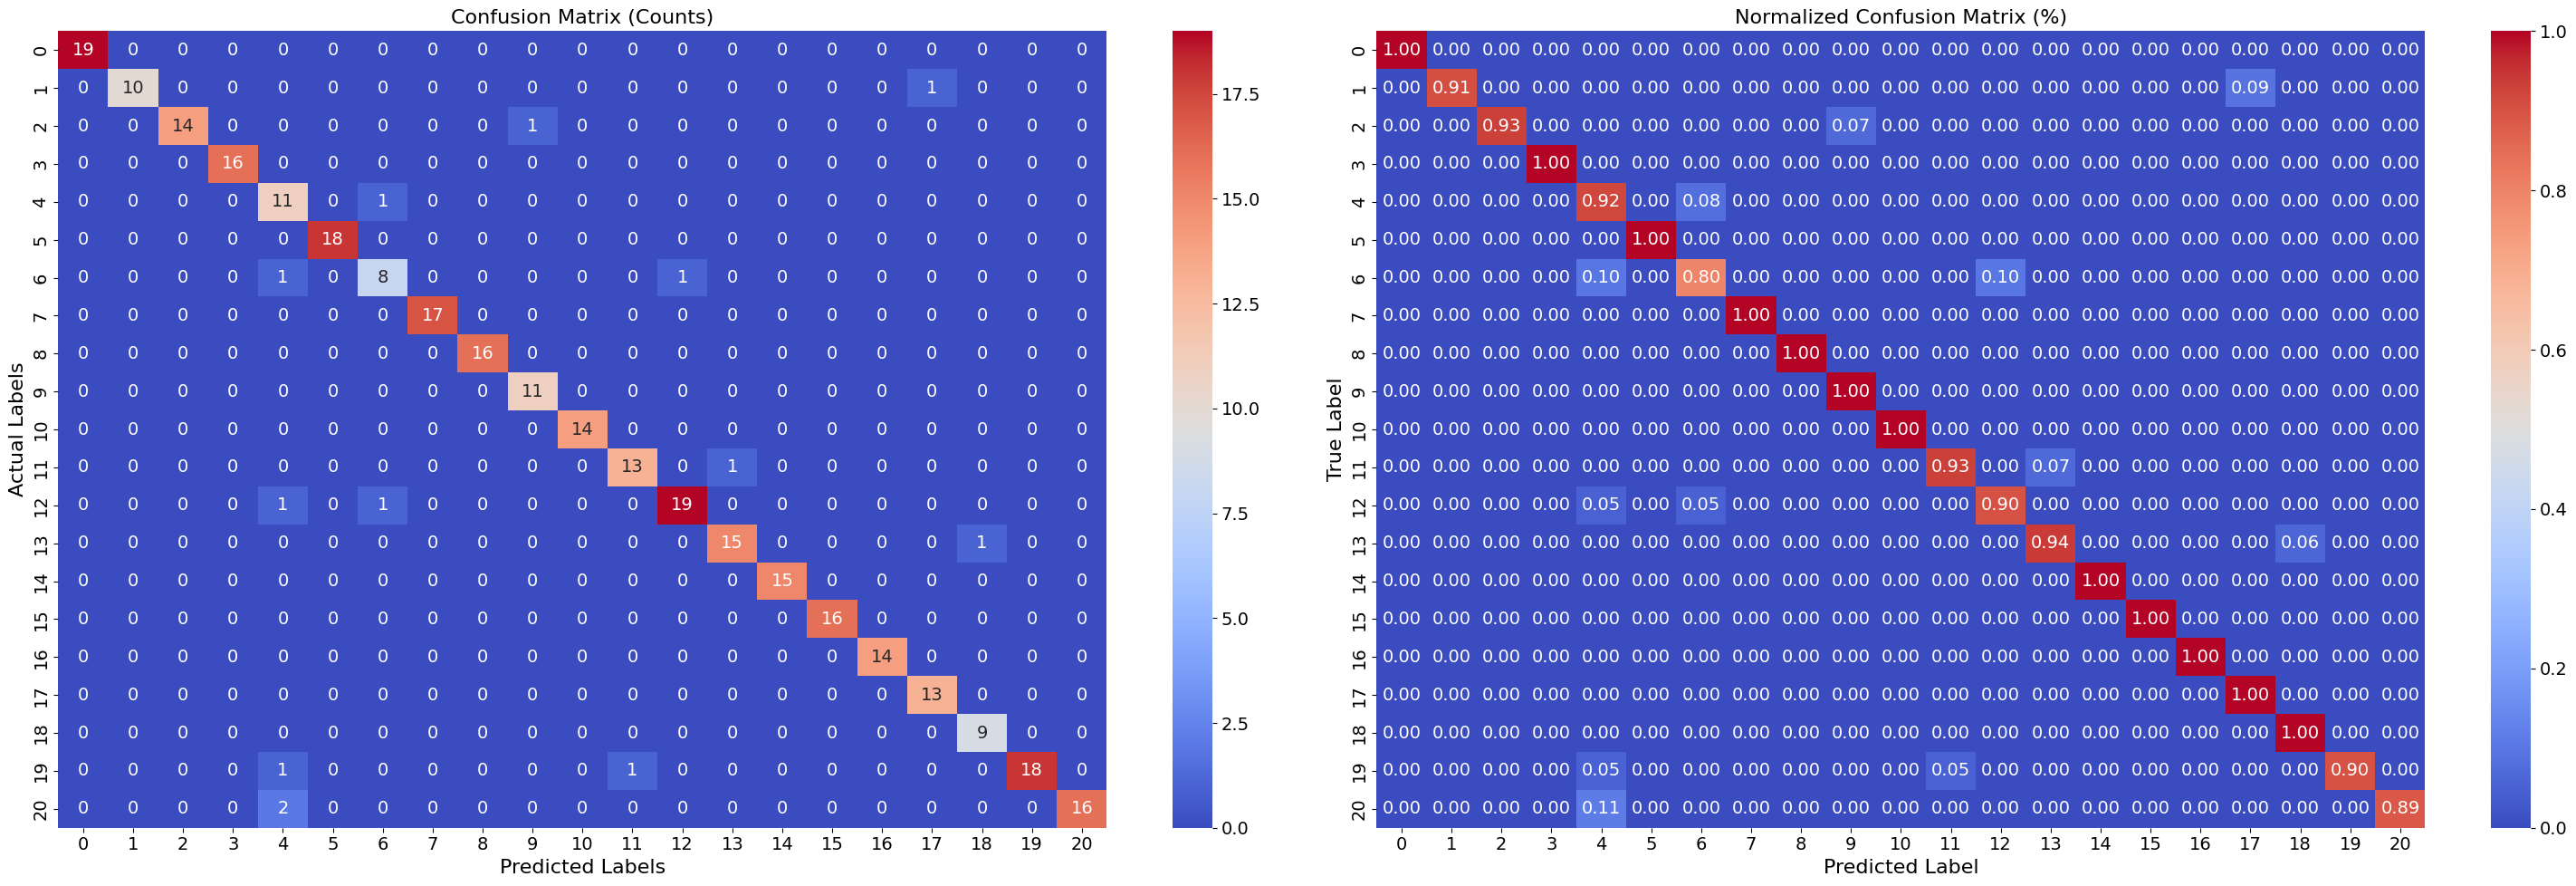 Confusion Matrix (Counts)
Actual Labels
0 19 0 0 0 0 0 0 0 0 0 0 0 0 0 0 0 0 0 0 0 0
1 0 10 0 0 0 0 0 0 0 0 0 0 0 0 0 0 0 1 0 0 0
2 0 0 14 0 0 0 0 0 0 1 0 0 0 0 0 0 0 0 0 0 0
3 0 0 0 16 0 0 0 0 0 0 0 0 0 0 0 0 0 0 0 0 0
4 0 0 0 0 11 0 1 0 0 0 0 0 0 0 0 0 0 0 0 0 0
5 0 0 0 0 0 18 0 0 0 0 0 0 0 0 0 0 0 0 0 0 0
6 0 0 0 0 1 0 8 0 0 0 0 0 1 0 0 0 0 0 0 0 0
7 0 0 0 0 0 0 0 17 0 0 0 0 0 0 0 0 0 0 0 0 0
8 0 0 0 0 0 0 0 0 16 0 0 0 0 0 0 0 0 0 0 0 0
9 0 0 0 0 0 0 0 0 0 11 0 0 0 0 0 0 0 0 0 0 0
10 0 0 0 0 0 0 0 0 0 0 14 0 0 0 0 0 0 0 0 0 0
11 0 0 0 0 0 0 0 0 0 0 0 13 0 1 0 0 0 0 0 0 0
12 0 0 0 0 1 0 1 0 0 0 0 0 19 0 0 0 0 0 0 0 0
13 0 0 0 0 0 0 0 0 0 0 0 0 0 15 0 0 0 0 1 0 0
14 0 0 0 0 0 0 0 0 0 0 0 0 0 0 15 0 0 0 0 0 0
15 0 0 0 0 0 0 0 0 0 0 0 0 0 0 0 16 0 0 0 0 0
16 0 0 0 0 0 0 0 0 0 0 0 0 0 0 0 0 14 0 0 0 0
17 0 0 0 0 0 0 0 0 0 0 0 0 0 0 0 0 0 13 0 0 0
18 0 0 0 0 0 0 0 0 0 0 0 0 0 0 0 0 0 0 9 0 0
19 0 0 0 0 1 0 0 0 0 0 0 1 0 0 0 0 0 0 0 18 0
20 0 0 0 0 2 0 0 0 0 0 0 0 0 0 0 0 0 0 0 0 16
0 1 2 3 4 5 6 7 8 9 10 11 12 13 14 15 16 17 18 19 20
Predicted Labels
17.5
15.0
12.5
10.0
7.5
5.0
2.5
0.0
Normalized Confusion Matrix (%)
True Label
0 1.00 0.00 0.00 0.00 0.00 0.00 0.00 0.00 0.00 0.00 0.00 0.00 0.00 0.00 0.00 0.00 0.00 0.00 0.00 0.00 0.00
1 0.00 0.91 0.00 0.00 0.00 0.00 0.00 0.00 0.00 0.00 0.00 0.00 0.00 0.00 0.00 0.00 0.00 0.09 0.00 0.00 0.00
2 0.00 0.00 0.93 0.00 0.00 0.00 0.00 0.00 0.00 0.07 0.00 0.00 0.00 0.00 0.00 0.00 0.00 0.00 0.00 0.00 0.00
3 0.00 0.00 0.00 1.00 0.00 0.00 0.00 0.00 0.00 0.00 0.00 0.00 0.00 0.00 0.00 0.00 0.00 0.00 0.00 0.00 0.00
4 0.00 0.00 0.00 0.00 0.92 0.00 0.08 0.00 0.00 0.00 0.00 0.00 0.00 0.00 0.00 0.00 0.00 0.00 0.00 0.00 0.00
5 0.00 0.00 0.00 0.00 0.00 1.00 0.00 0.00 0.00 0.00 0.00 0.00 0.00 0.00 0.00 0.00 0.00 0.00 0.00 0.00 0.00
6 0.00 0.00 0.00 0.00 0.10 0.00 0.80 0.00 0.00 0.00 0.00 0.00 0.10 0.00 0.00 0.00 0.00 0.00 0.00 0.00 0.00
7 0.00 0.00 0.00 0.00 0.00 0.00 0.00 1.00 0.00 0.00 0.00 0.00 0.00 0.00 0.00 0.00 0.00 0.00 0.00 0.00 0.00
8 0.00 0.00 0.00 0.00 0.00 0.00 0.00 0.00 1.00 0.00 0.00 0.00 0.00 0.00 0.00 0.00 0.00 0.00 0.00 0.00 0.00
9 0.00 0.00 0.00 0.00 0.00 0.00 0.00 0.00 0.00 1.00 0.00 0.00 0.00 0.00 0.00 0.00 0.00 0.00 0.00 0.00 0.00
10 0.00 0.00 0.00 0.00 0.00 0.00 0.00 0.00 0.00 0.00 1.00 0.00 0.00 0.00 0.00 0.00 0.00 0.00 0.00 0.00 0.00
11 0.00 0.00 0.00 0.00 0.00 0.00 0.00 0.00 0.00 0.00 0.00 0.93 0.00 0.07 0.00 0.00 0.00 0.00 0.00 0.00 0.00
12 0.00 0.00 0.00 0.00 0.05 0.00 0.05 0.00 0.00 0.00 0.00 0.00 0.90 0.00 0.00 0.00 0.00 0.00 0.00 0.00 0.00
13 0.00 0.00 0.00 0.00 0.00 0.00 0.00 0.00 0.00 0.00 0.00 0.00 0.00 0.94 0.00 0.00 0.00 0.00 0.06 0.00 0.00
14 0.00 0.00 0.00 0.00 0.00 0.00 0.00 0.00 0.00 0.00 0.00 0.00 0.00 0.00 1.00 0.00 0.00 0.00 0.00 0.00 0.00
15 0.00 0.00 0.00 0.00 0.00 0.00 0.00 0.00 0.00 0.00 0.00 0.00 0.00 0.00 0.00 1.00 0.00 0.00 0.00 0.00 0.00
16 0.00 0.00 0.00 0.00 0.00 0.00 0.00 0.00 0.00 0.00 0.00 0.00 0.00 0.00 0.00 0.00 1.00 0.00 0.00 0.00 0.00
17 0.00 0.00 0.00 0.00 0.00 0.00 0.00 0.00 0.00 0.00 0.00 0.00 0.00 0.00 0.00 0.00 0.00 1.00 0.00 0.00 0.00
18 0.00 0.00 0.00 0.00 0.00 0.00 0.00 0.00 0.00 0.00 0.00 0.00 0.00 0.00 0.00 0.00 0.00 0.00 1.00 0.00 0.00
19 0.00 0.00 0.00 0.00 0.05 0.00 0.00 0.00 0.00 0.00 0.00 0.05 0.00 0.00 0.00 0.00 0.00 0.00 0.00 0.90 0.00
20 0.00 0.00 0.00 0.00 0.11 0.00 0.00 0.00 0.00 0.00 0.00 0.00 0.00 0.00 0.00 0.00 0.00 0.00 0.00 0.00 0.89
0 1 2 3 4 5 6 7 8 9 10 11 12 13 14 15 16 17 18 19 20
Predicted Label
1.0
0.8
0.6
0.4
0.2
0.0